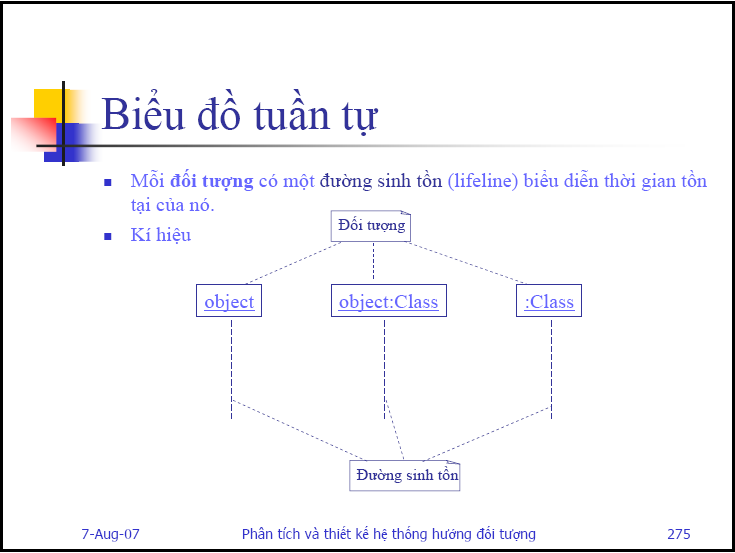 Biểu đồ tuần tự
Mỗi đối tượng có một đường sinh tồn (lifeline) biểu diễn thời gian tồn
tại của nó.
Kí hiệu
Đối tượng
object
object:Class
:Class
Đường sinh tồn
7-Aug-07
Phân tích và thiết kế hệ thống hướng đối tượng
275